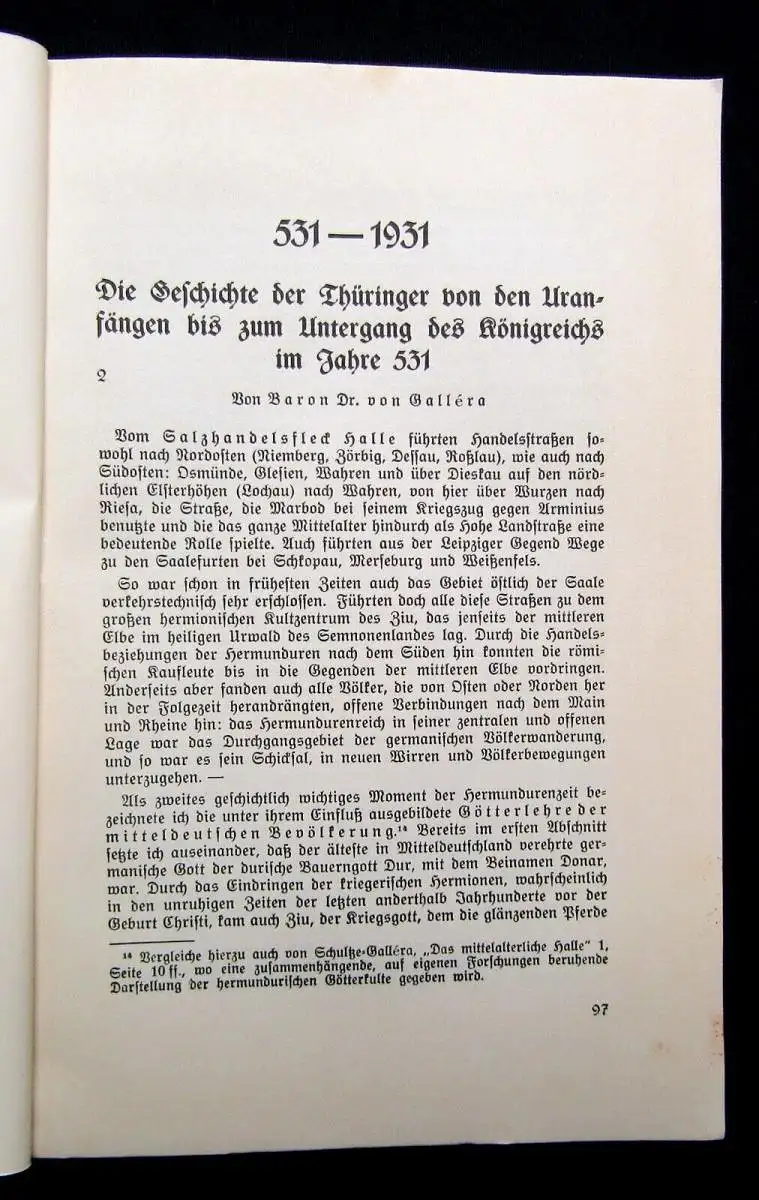 531 — 1931
Die Geschichte der Thüringer von den Uran-
fängen bis zum Untergang des Königreichs
im Jahre 531
2
Von Baron Dr. von Galléra
Vom Salzhandelsfleck Halle führten Handelsstraßen so-
wohl nach Nordosten (Niemberg, Zörbig, Dessau, Roßlau), wie auch nach
Südosten: Osmünde, Glesien, Wahren und über Dieskau auf den nörd-
lichen Elsterhöhen (Lochau) nach Wahren, von hier über Wurzen nach
Riesa, die Straße, die Marbod bei seinem Kriegszug gegen Arminius
benutzte und die das ganze Mittelalter hindurch als Hohe Landstraße eine
bedeutende Rolle spielte. Auch führten aus der Leipziger Gegend Wege
zu den Saalefurten bei Schkopau, Merseburg und Weißenfels.
So war schon in frühesten Zeiten auch das Gebiet östlich der Saale
verkehrstechnisch sehr erschlossen. Führten doch alle diese Straßen zu dem
großen hermionischen Kultzentrum des Ziu, das jenseits der mittleren
Elbe im heiligen Urwald des Semnonenlandes lag. Durch die Handels-
beziehungen der Hermunduren nach dem Süden hin konnten die römi-
schen Kaufleute bis in die Gegenden der mittleren Elbe vordringen.
Anderseits aber fanden auch alle Völker, die von Osten oder Norden her
in der Folgezeit herandrängten, offene Verbindungen nach dem Main
und Rheine hin: das Hermundurenreich in seiner zentralen und offenen
Lage war das Durchgangsgebiet der germanischen Völkerwanderung,
und so war es sein Schicksal, in neuen Wirren und Völkerbewegungen
unterzugehen. —
Als zweites geschichtlich wichtiges Moment der Hermundurenzeit be-
zeichnete ich die unter ihrem Einfluß ausgebildete Götterlehre der
mitteldeutschen Bevölkerung.¹⁴ Bereits im ersten Abschnitt
setzte ich auseinander, daß der älteste in Mitteldeutschland verehrte ger-
manische Gott der durische Bauerngott Dur, mit dem Beinamen Donar,
war. Durch das Eindringen der kriegerischen Hermionen, wahrscheinlich
in den unruhigen Zeiten der letzten anderthalb Jahrhunderte vor der
Geburt Christi, kam auch Ziu, der Kriegsgott, dem die glänzenden Pferde
¹⁴ Vergleiche hierzu auch von Schultze-Galléra, „Das mittelalterliche Halle“ 1,
Seite 10 ff., wo eine zusammenhängende, auf eigenen Forschungen beruhende
Darstellung der hermundurischen Götterkulte gegeben wird.
97